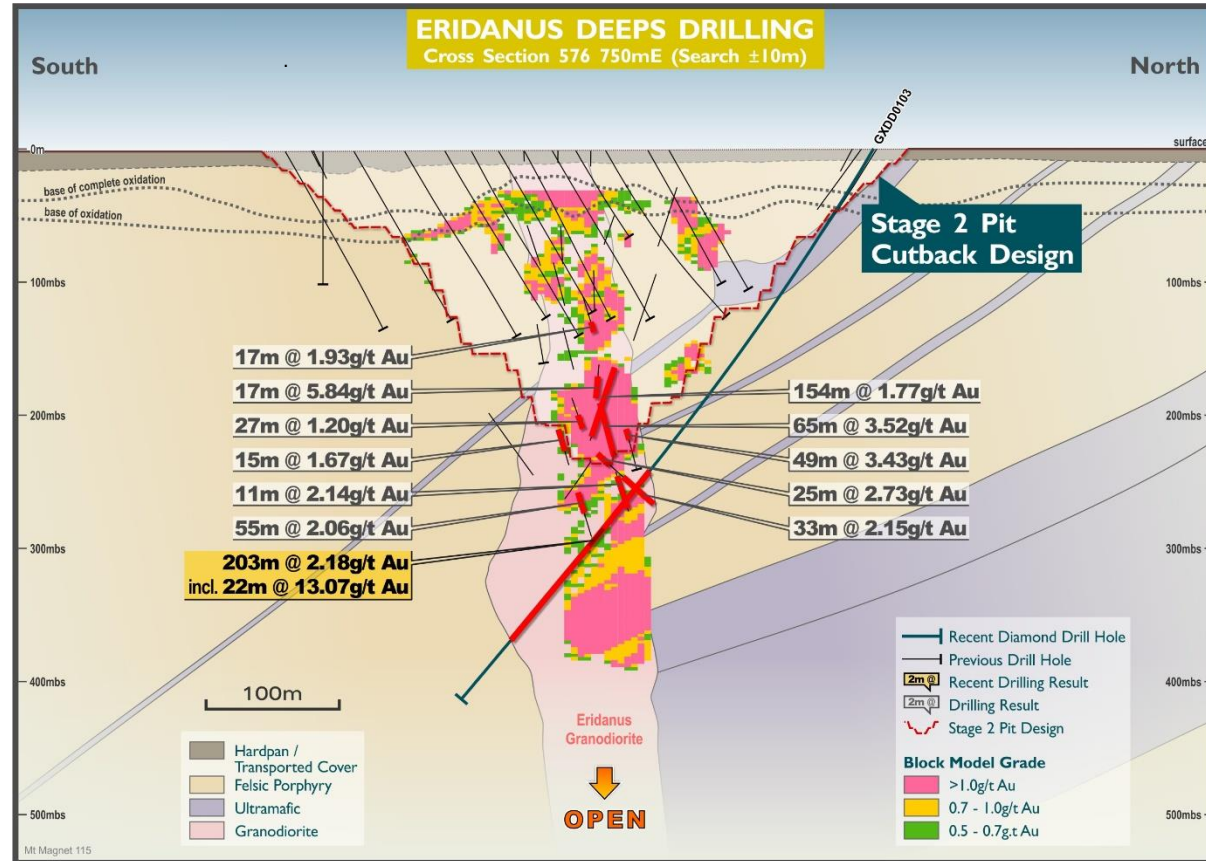 ERIDANUS DEEPS DRILLING
Cross Section 576 750mE (Search ±10m)
South
North
GXDD0103
0m
surface
base of complete oxidation
base of oxidation
Stage 2 Pit
Cutback Design
100mbs
100mbs
17m @ 1.93g/t Au
17m @ 5.84g/t Au
27m @ 1.20g/t Au
15m @ 1.67g/t Au
11m @ 2.14g/t Au
55m @ 2.06g/t Au
203m @ 2.18g/t Au
incl. 22m @ 13.07g/t Au
154m @ 1.77g/t Au
65m @ 3.52g/t Au
49m @ 3.43g/t Au
25m @ 2.73g/t Au
33m @ 2.15g/t Au
200mbs
200mbs
300mbs
300mbs
400mbs
400mbs
500mbs
500mbs
100m
Hardpan /
Transported Cover
Felsic Porphyry
Ultramafic
Granodiorite
Eridanus
Granodiorite
OPEN
Recent Diamond Drill Hole
Previous Drill Hole
2m @ Recent Drilling Result
2m @ Drilling Result
Stage 2 Pit Design
Block Model Grade
>1.0g/t Au
0.7 - 1.0g/t Au
0.5 - 0.7g.t Au
Mt Magnet 115